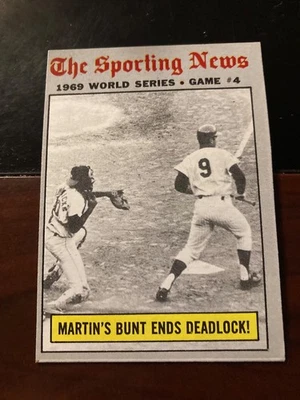 The Sporting News
1969 WORLD SERIES • GAME #4
9
MARTIN'S BUNT ENDS DEADLOCK!